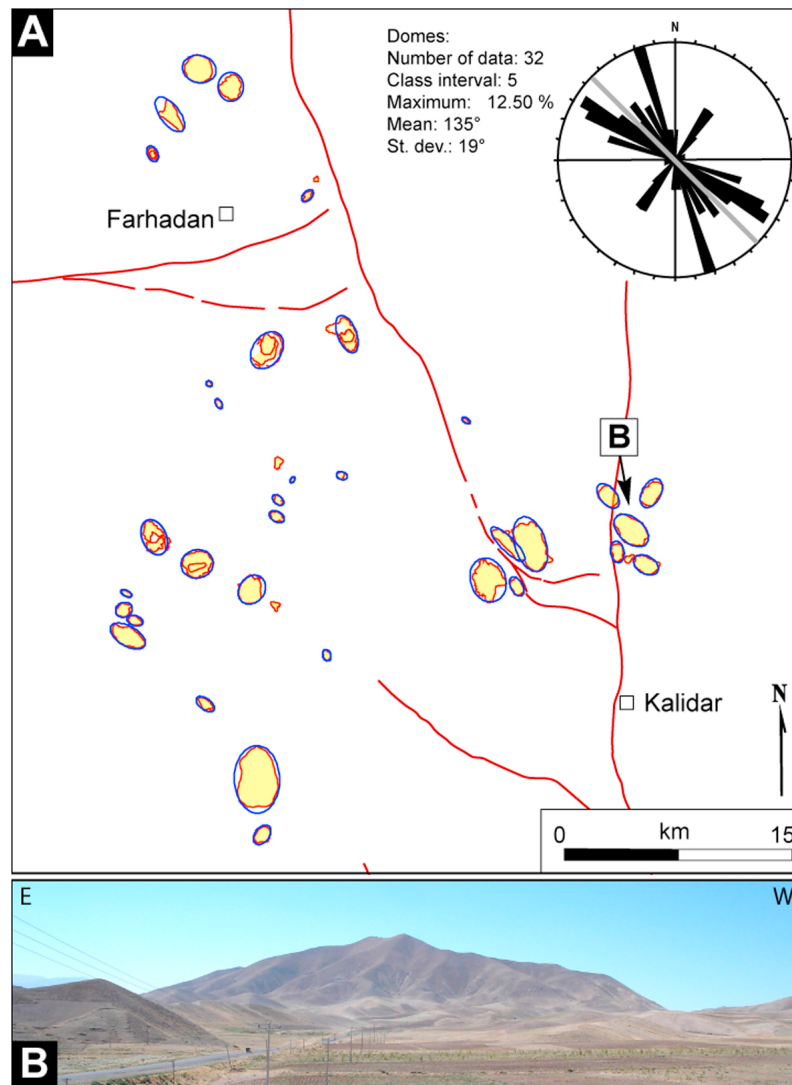 A
Domes:
Number of data: 32
Class interval: 5
Maximum: 12.50 %
Mean: 135°
St. dev.: 19°
N
Farhadan
B
Kalidar
N
0 km 15
E W
B